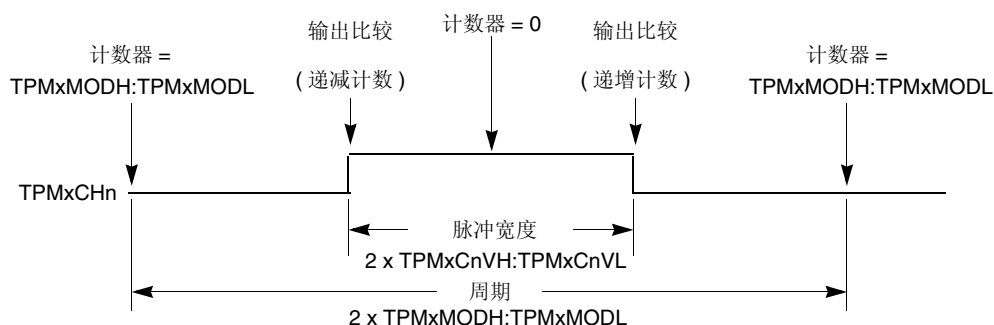 计数器 =
TPMxMODH:TPMxMODL
输出比较
( 递减计数 )
计数器 = 0
输出比较
( 递增计数 )
计数器 =
TPMxMODH:TPMxMODL
TPMxCHn
脉冲宽度
2 x TPMxCnVH:TPMxCnVL
周期
2 x TPMxMODH:TPMxMODL